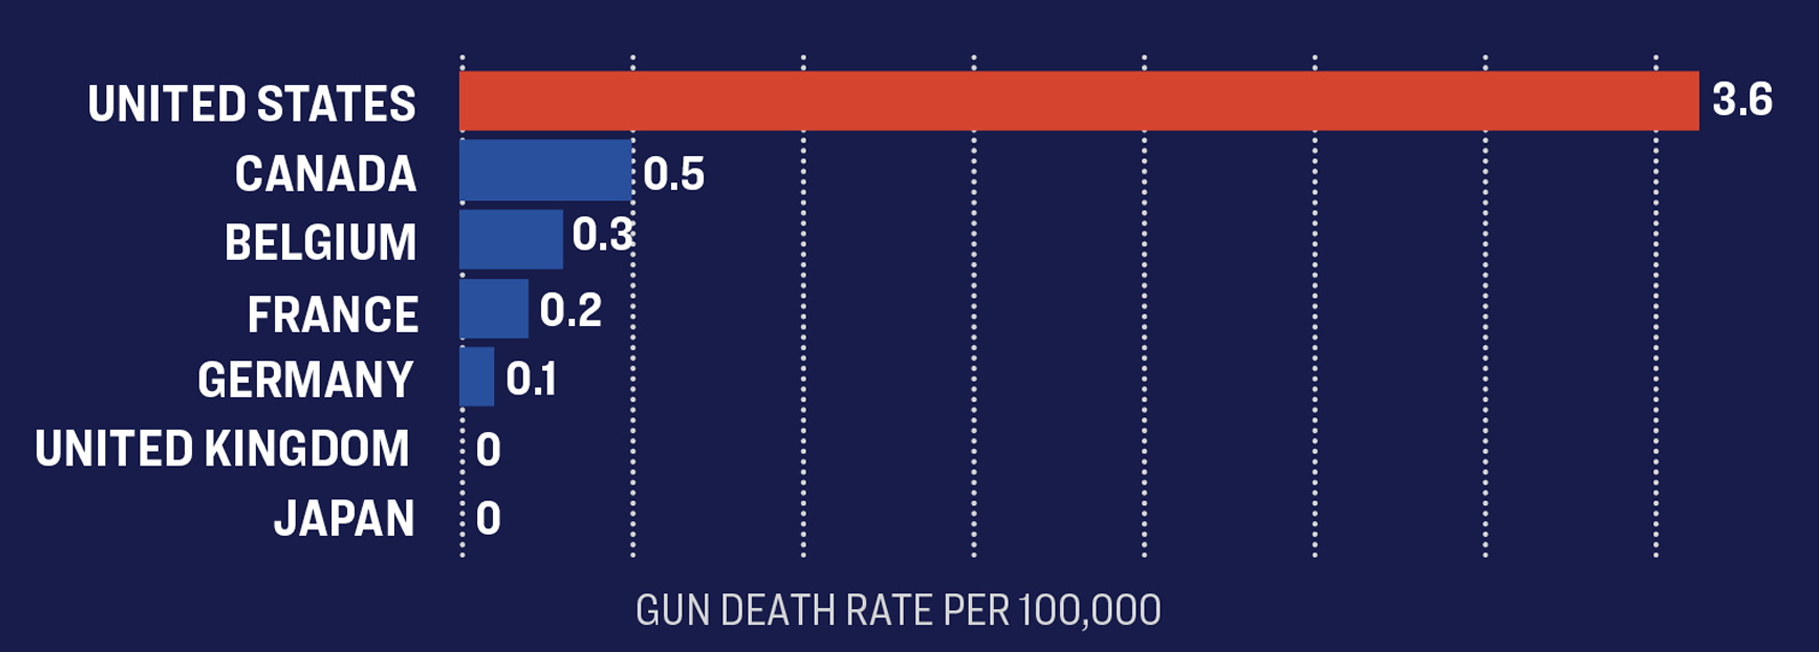 UNITED STATES 3.6
CANADA 0.5
BELGIUM 0.3
FRANCE 0.2
GERMANY 0.1
UNITED KINGDOM 0
JAPAN 0
GUN DEATH RATE PER 100,000